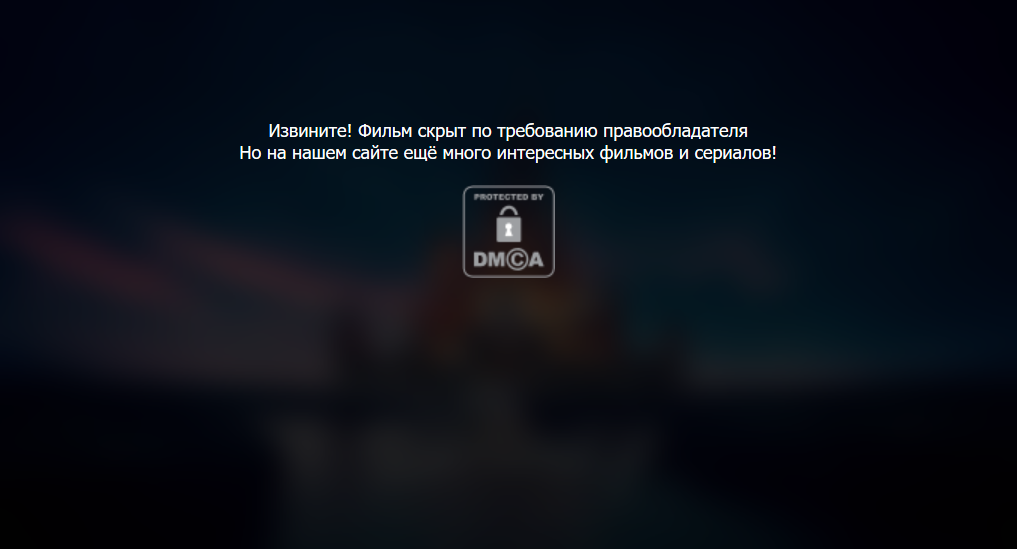 Извините! Фильм скрыт по требованию правообладателя
Но на нашем сайте ещё много интересных фильмов и сериалов!
PROTECTED BY
DMCA